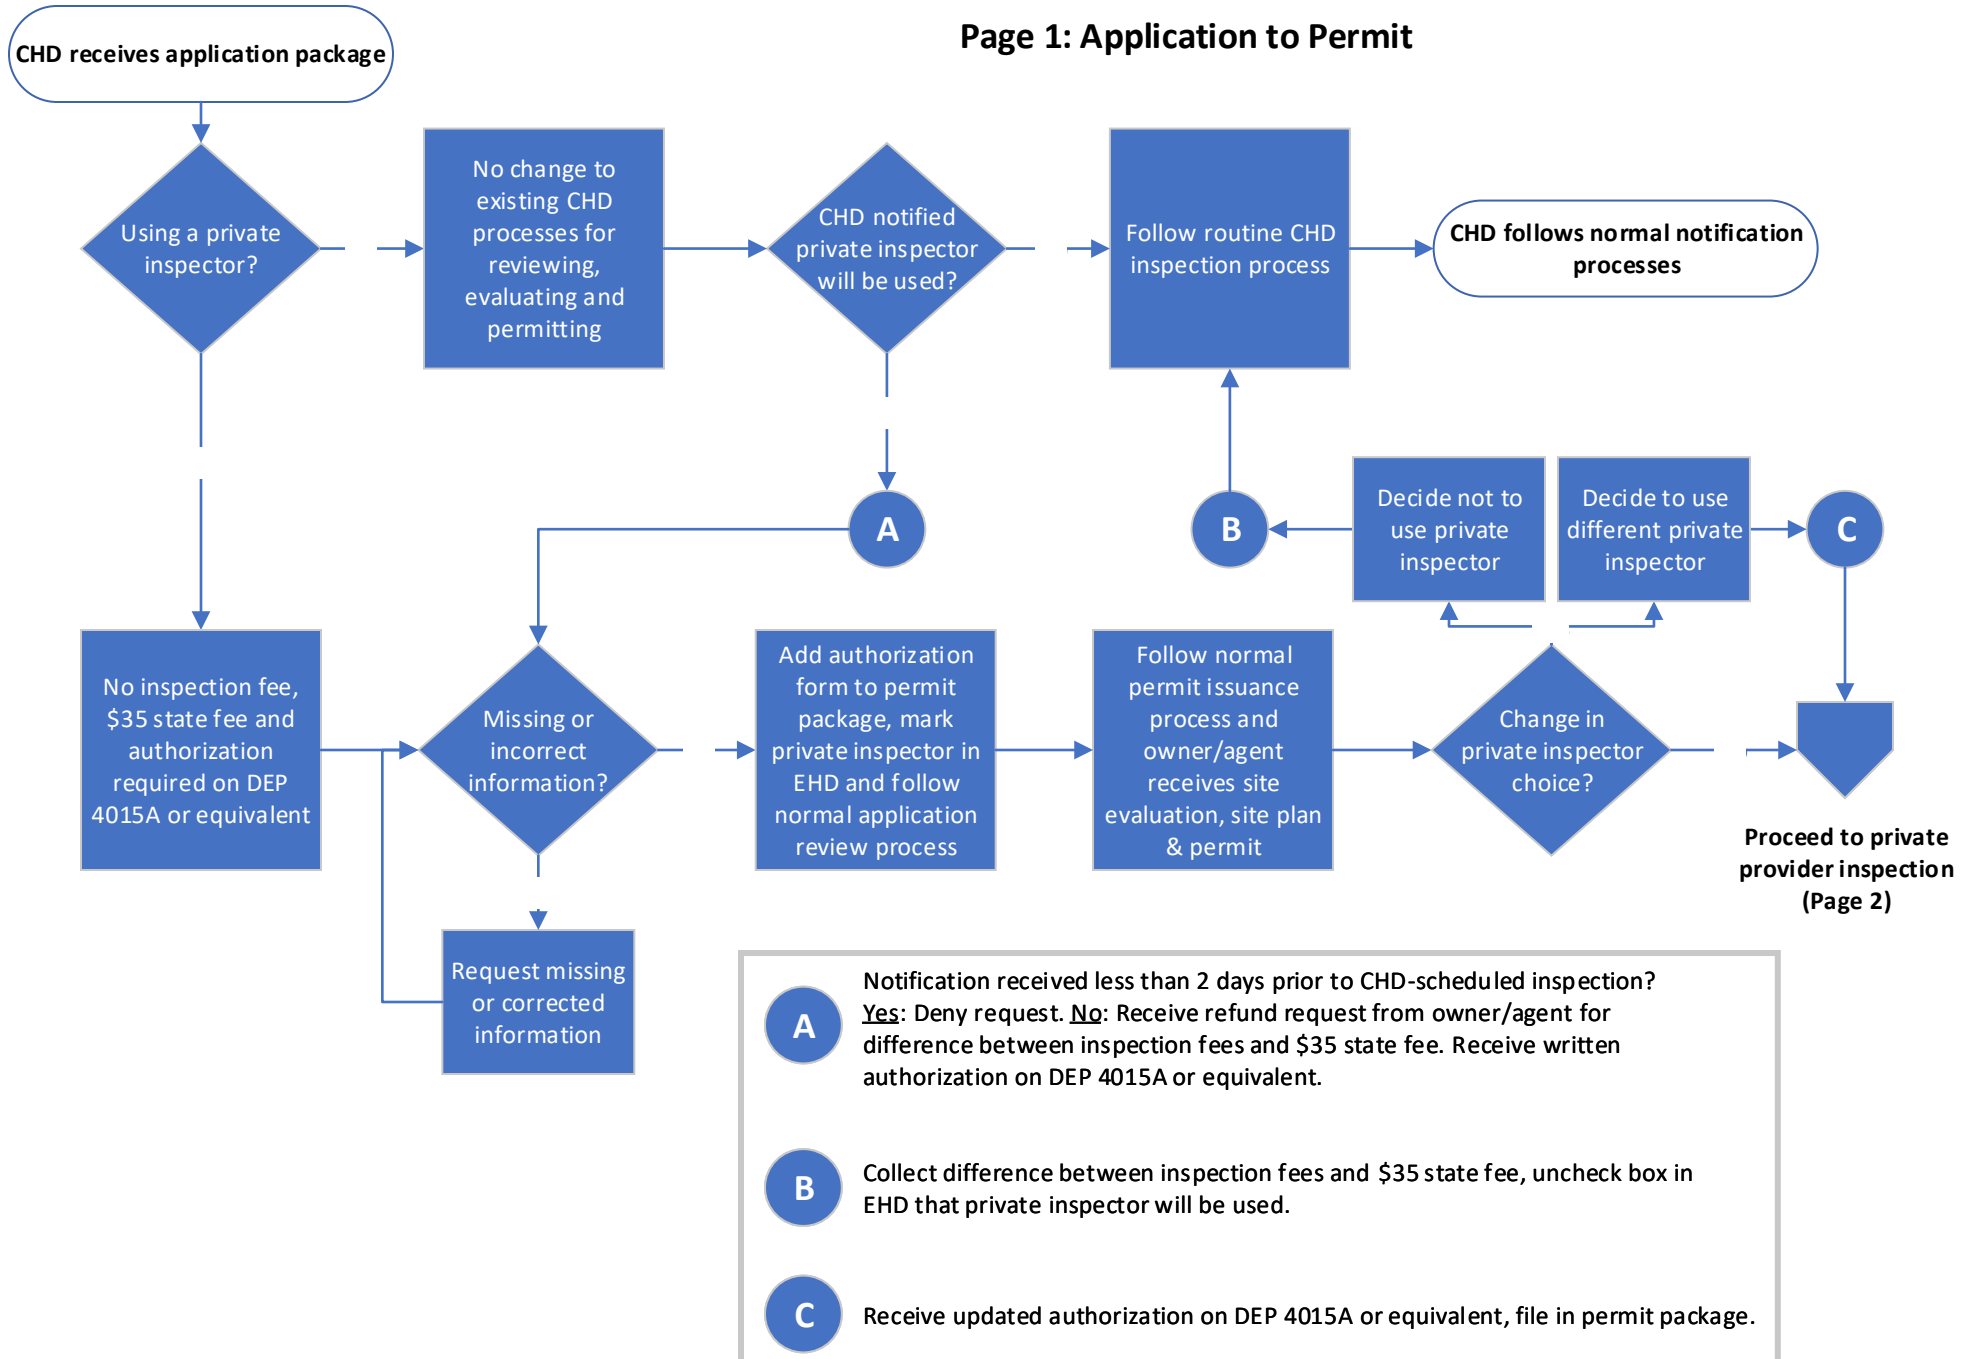 Page 1: Application to Permit
CHD receives application package
Using a private
inspector?
No change to
existing CHD
processes for
reviewing,
evaluating and
permitting
CHD notified
private inspector
will be used?
Follow routine CHD
inspection process
CHD follows normal notification
processes
A
B
Decide not to
use private
inspector
Decide to use
different private
inspector
C
No inspection fee,
$35 state fee and
authorization
required on DEP
4015A or equivalent
Missing or
incorrect
information?
Add authorization
form to permit
package, mark
private inspector in
EHD and follow
normal application
review process
Follow normal
permit issuance
process and
owner/agent
receives site
evaluation, site plan
& permit
Change in
private inspector
choice?
Proceed to private
provider inspection
(Page 2)
Request missing
or corrected
information
A
Notification received less than 2 days prior to CHD-scheduled inspection?
Yes: Deny request. No: Receive refund request from owner/agent for
difference between inspection fees and $35 state fee. Receive written
authorization on DEP 4015A or equivalent.
B
Collect difference between inspection fees and $35 state fee, uncheck box in
EHD that private inspector will be used.
C
Receive updated authorization on DEP 4015A or equivalent, file in permit package.